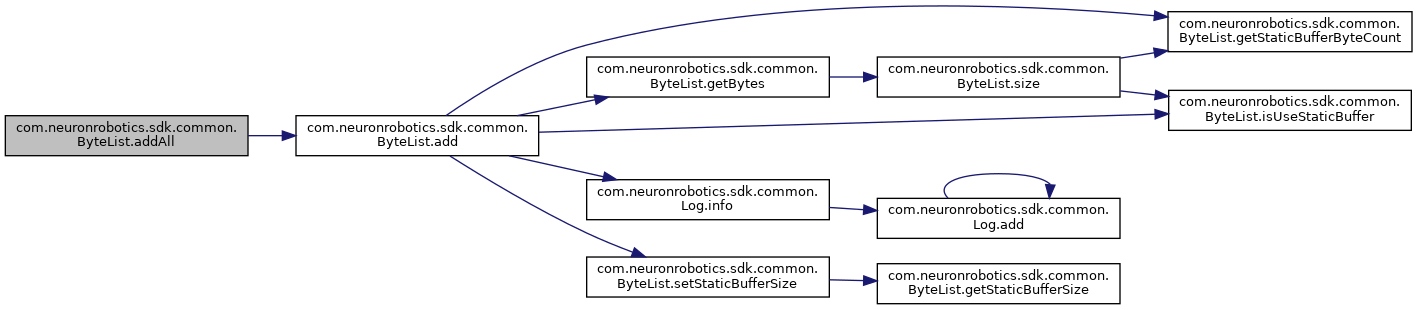 com.neuronrobotics.sdk.common.
ByteList.addAll
com.neuronrobotics.sdk.common.
ByteList.add
com.neuronrobotics.sdk.common.
ByteList.getBytes
com.neuronrobotics.sdk.common.
Log.info
com.neuronrobotics.sdk.common.
ByteList.setStaticBufferSize
com.neuronrobotics.sdk.common.
ByteList.size
com.neuronrobotics.sdk.common.
Log.add
com.neuronrobotics.sdk.common.
ByteList.getStaticBufferSize
com.neuronrobotics.sdk.common.
ByteList.getStaticBufferByteCount
com.neuronrobotics.sdk.common.
ByteList.isUseStaticBuffer